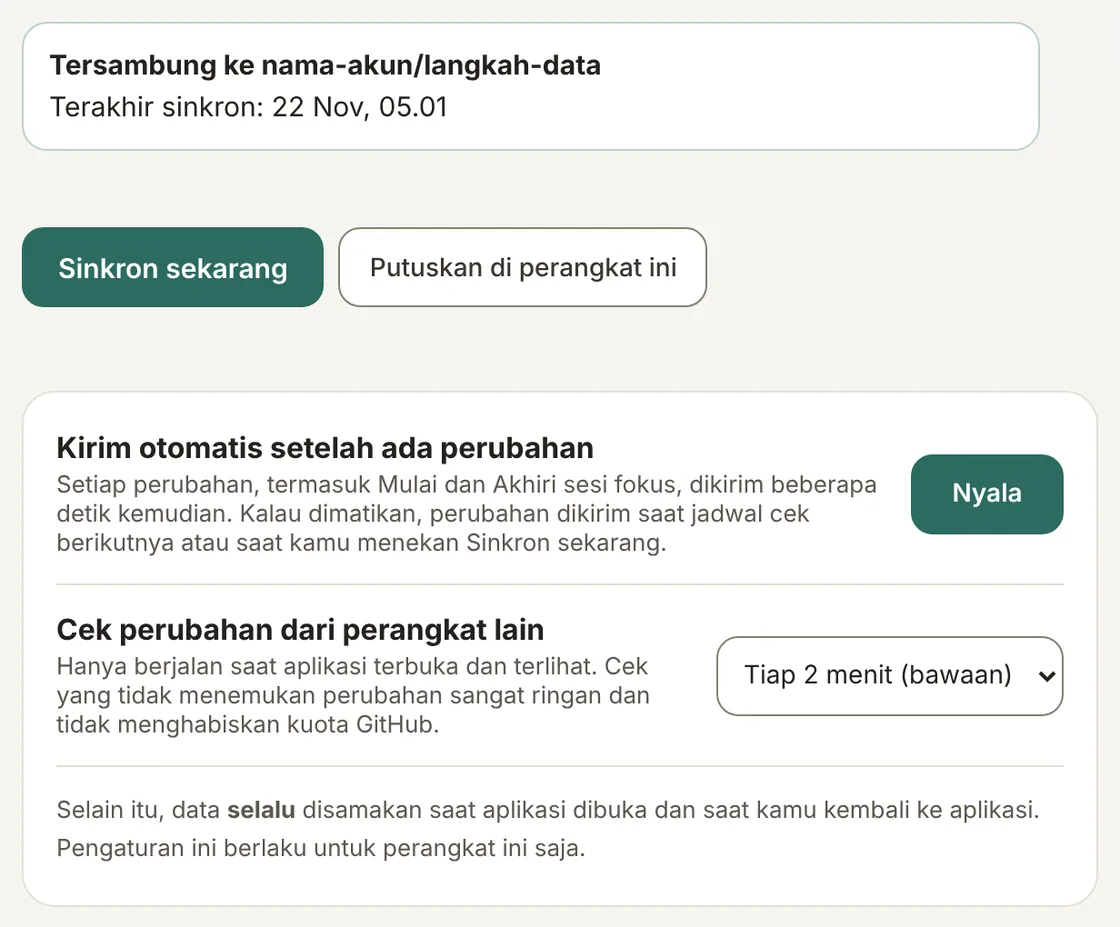 Tersambung ke nama-akun/langkah-data
Terakhir sinkron: 22 Nov, 05.01
Sinkron sekarang
Putuskan di perangkat ini
Kirim otomatis setelah ada perubahan
Setiap perubahan, termasuk Mulai dan Akhiri sesi fokus, dikirim beberapa
detik kemudian. Kalau dimatikan, perubahan dikirim saat jadwal cek
berikutnya atau saat kamu menekan Sinkron sekarang.
Nyala
Cek perubahan dari perangkat lain
Hanya berjalan saat aplikasi terbuka dan terlihat. Cek
yang tidak menemukan perubahan sangat ringan dan
tidak menghabiskan kuota GitHub.
Tiap 2 menit (bawaan)
Selain itu, data selalu disamakan saat aplikasi dibuka dan saat kamu kembali ke aplikasi.
Pengaturan ini berlaku untuk perangkat ini saja.